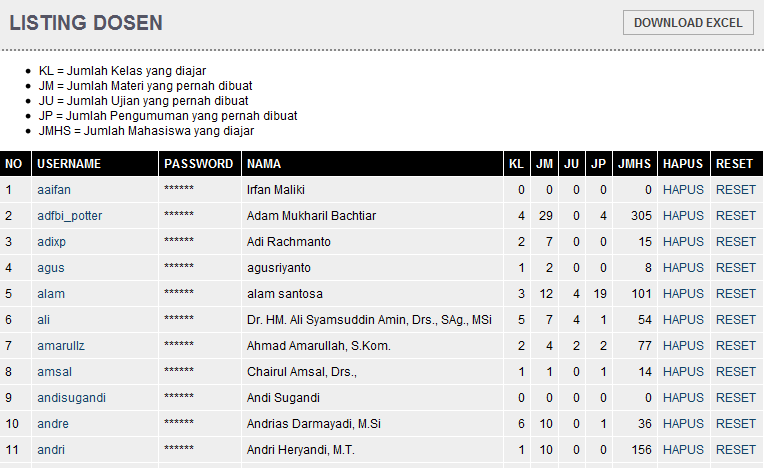 LISTING DOSEN
DOWNLOAD EXCEL
• KL = Jumlah Kelas yang diajar
• JM = Jumlah Materi yang pernah dibuat
• JU = Jumlah Ujian yang pernah dibuat
• JP = Jumlah Pengumuman yang pernah dibuat
• JMHS = Jumlah Mahasiswa yang diajar
NO USERNAME PASSWORD NAMA KL JM JU JP JMHS HAPUS RESET
1 aaifan ****** Irfan Maliki 0 0 0 0 0 HAPUS RESET
2 adfbi_potter ****** Adam Mukharil Bachtiar 4 29 0 4 305 HAPUS RESET
3 adixp ****** Adi Rachmanto 2 7 0 0 15 HAPUS RESET
4 agus ****** agusriyanto 1 2 0 0 8 HAPUS RESET
5 alam ****** alam santosa 3 12 4 19 101 HAPUS RESET
6 ali ****** Dr. HM. Ali Syamsuddin Amin, Drs., SAg., MSi 5 7 4 1 54 HAPUS RESET
7 amarullz ****** Ahmad Amarullah, S.Kom. 2 4 2 2 77 HAPUS RESET
8 amsal ****** Chairul Amsal, Drs., 1 1 0 1 14 HAPUS RESET
9 andisugandi ****** Andi Sugandi 0 0 0 0 0 HAPUS RESET
10 andre ****** Andrias Darmayadi, M.Si 6 10 0 1 36 HAPUS RESET
11 andri ****** Andri Heryandi, M.T. 1 10 0 0 156 HAPUS RESET